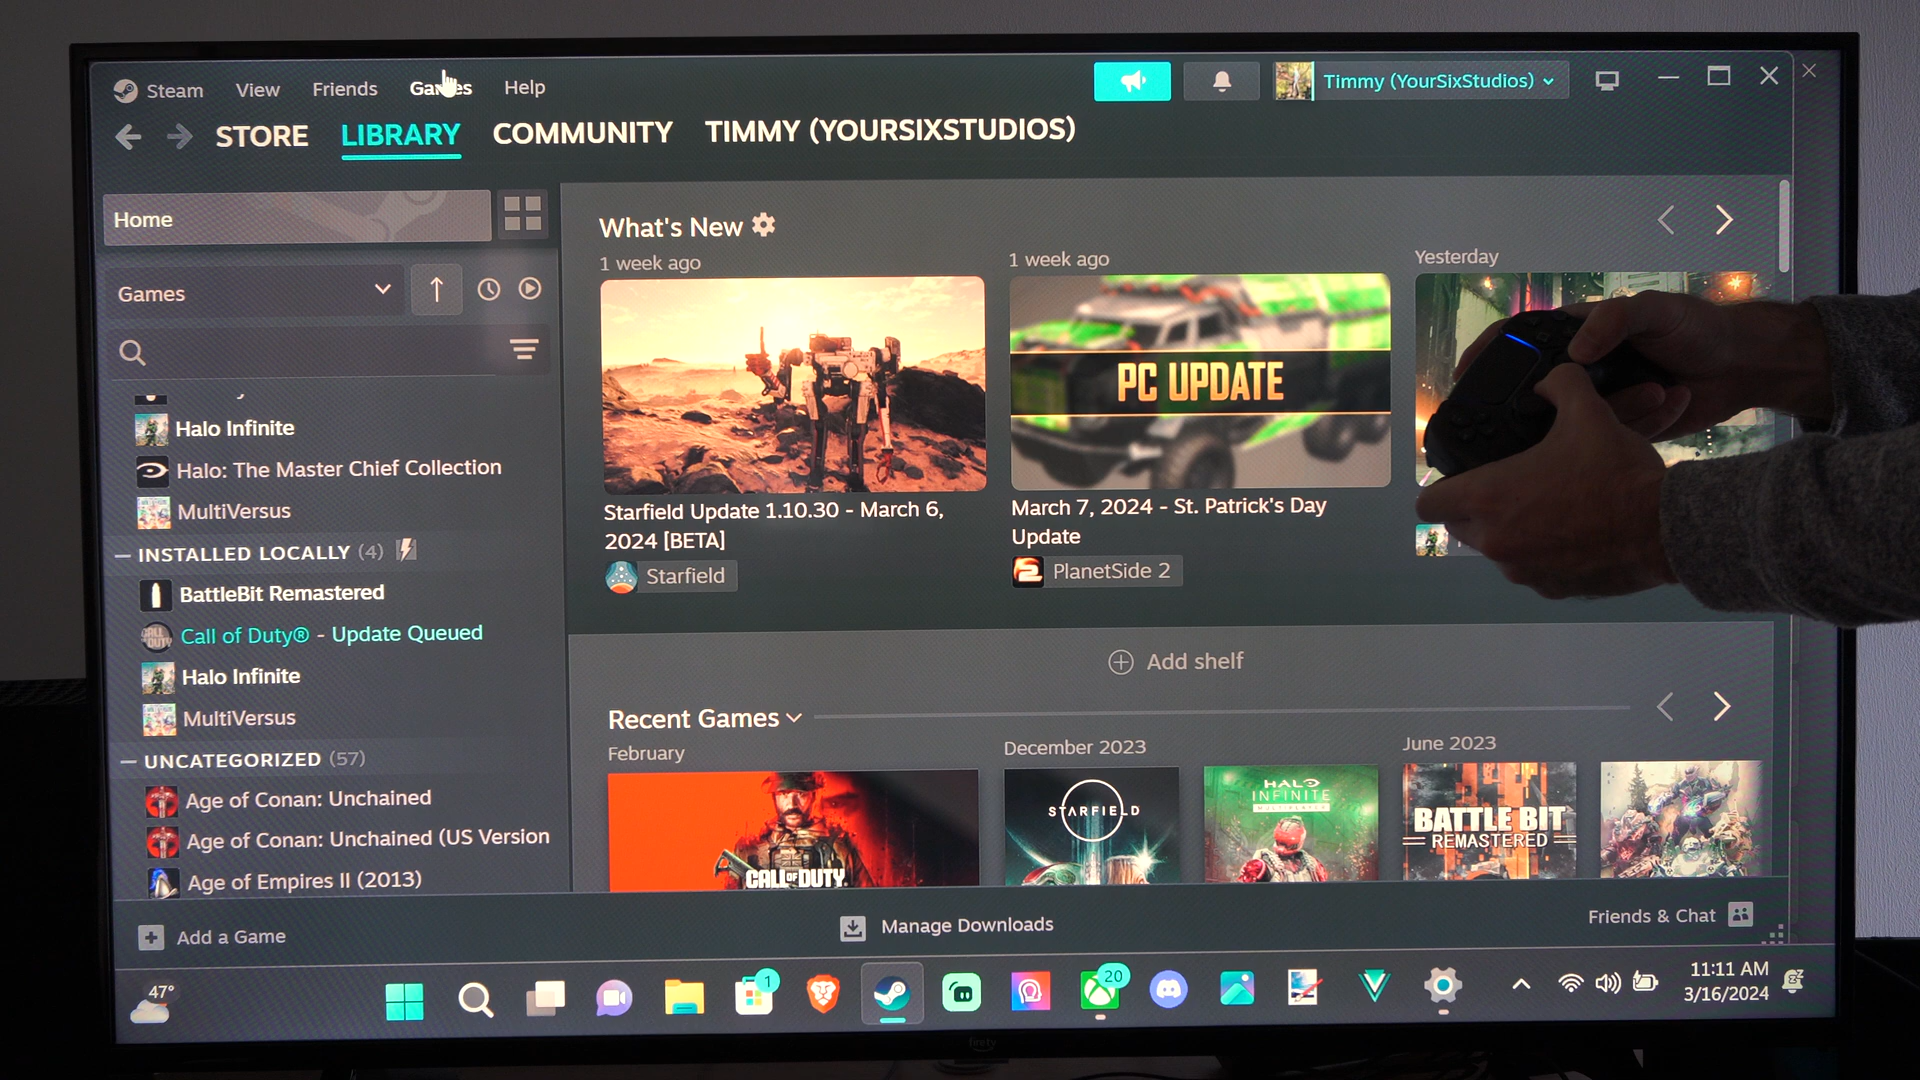 Steam View Friends Games Help
Timmy (YourSixStudios)
STORE LIBRARY COMMUNITY TIMMY (YOURSIXSTUDIOS)
Home
Games
Halo Infinite
Halo: The Master Chief Collection
MultiVersus
INSTALLED LOCALLY (4)
BattleBit Remastered
Call of Duty® - Update Queued
Halo Infinite
MultiVersus
UNCATEGORIZED (57)
Age of Conan: Unchained
Age of Conan: Unchained (US Version
Age of Empires II (2013)
What's New
1 week ago
Starfield Update 1.10.30 - March 6,
2024 [BETA]
Starfield
1 week ago
PC UPDATE
March 7, 2024 - St. Patrick's Day
Update
PlanetSide 2
Yesterday
Add shelf
Recent Games
February
CALL OF DUTY
December 2023
STARFIELD
HALO
INFINITE
MULTIPLAYER
June 2023
BATTLE BIT
REMASTERED
Add a Game
Manage Downloads
Friends & Chat
47°
1
20
11:11 AM
3/16/2024
firetv